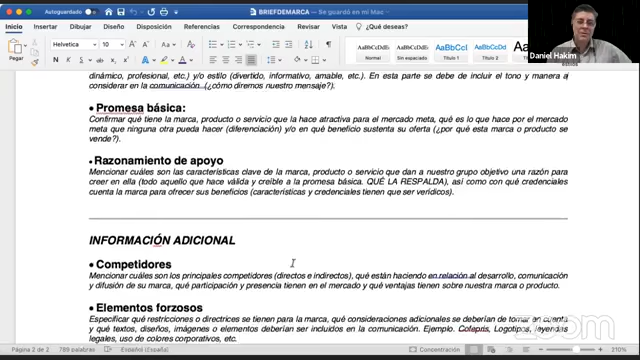 Autoguardado
BRIEFDEMARCA — Se guardó en mi Mac
Inicio Insertar Dibujar Diseño Disposición Referencias Correspondencia Revisar Vista ¿Qué deseas?
Pegar
Helvetica 10
AaBbCcDdEe AaBbCcDdEe AaBbCcI AaBbCcDd
Normal Sin espaciado Título 1 Título 2
Daniel Hakim
dinámico, profesional, etc.) y/o estilo (divertido, informativo, amable, etc.). En esta parte se debe de incluir el tono y manera a
considerar en la comunicación (¿cómo diremos nuestro mensaje?).
• Promesa básica:
Confirmar qué tiene la marca, producto o servicio que la hace atractiva para el mercado meta, qué es lo que hace por el mercado
meta que ninguna otra pueda hacer (diferenciación) y/o en qué beneficio sustenta su oferta (¿por qué esta marca o producto se
vende?).
• Razonamiento de apoyo
Mencionar cuáles son las características clave de la marca, producto o servicio que dan a nuestro grupo objetivo una razón para
creer en ella (todo aquello que hace válida y creíble a la promesa básica. QUÉ LA RESPALDA), así como con qué credenciales
cuenta la marca para ofrecer sus beneficios (características y credenciales tienen que ser verídicos).
INFORMACIÓN ADICIONAL
• Competidores
Mencionar cuáles son los principales competidores (directos e indirectos), qué están haciendo en relación al desarrollo, comunicación
y difusión de su marca, qué participación y presencia tienen en el mercado y qué ventajas tienen sobre nuestra marca o producto.
• Elementos forzosos
Especificar qué restricciones o directrices se tienen para la marca, qué consideraciones adicionales se deberían de tomar en cuenta
y qué textos, diseños, imágenes o elementos deberían ser incluidos en la comunicación. Ejemplo. Cofepris, Logotipos, leyendas
legales, uso de colores corporativos, etc.
zoom
Página 2 de 2 789 palabras Español (España) Concentración 210%